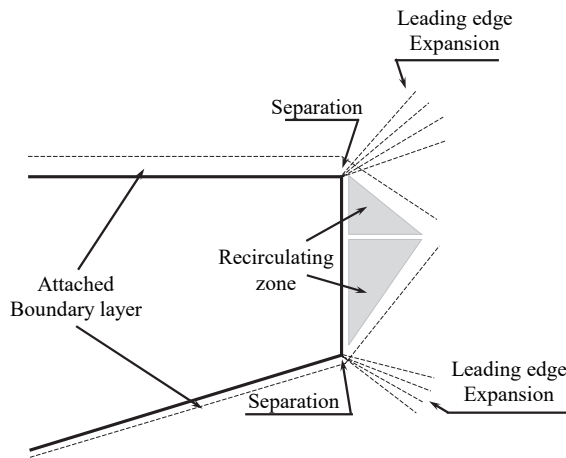 Leading edge
Expansion
Separation
Recirculating
zone
Attached
Boundary layer
Leading edge
Expansion
Separation